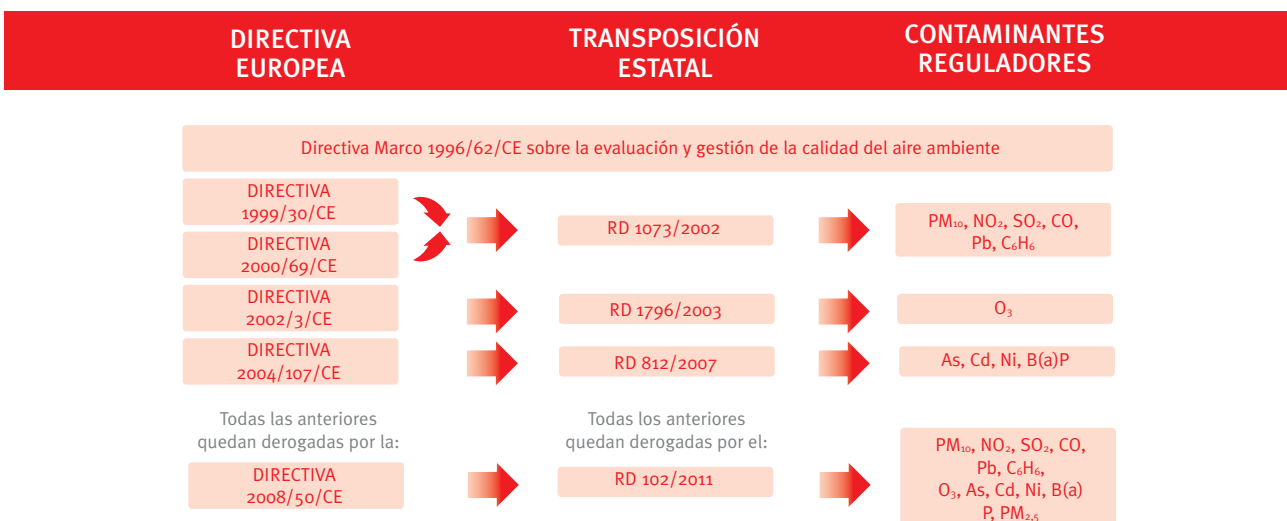 DIRECTIVA
EUROPEA
TRANSPOSICIÓN
ESTATAL
CONTAMINANTES
REGULADORES
Directiva Marco 1996/62/CE sobre la evaluación y gestión de la calidad del aire ambiente
DIRECTIVA
1999/30/CE
DIRECTIVA
2000/69/CE
RD 1073/2002
PM₁₀, NO₂, SO₂, CO,
Pb, C₆H₆
DIRECTIVA
2002/3/CE
RD 1796/2003
O₃
DIRECTIVA
2004/107/CE
RD 812/2007
As, Cd, Ni, B(a)P
Todas las anteriores
quedan derogadas por la:
Todas los anteriores
quedan derogadas por el:
DIRECTIVA
2008/50/CE
RD 102/2011
PM₁₀, NO₂, SO₂, CO,
Pb, C₆H₆,
O₃, As, Cd, Ni, B(a)
P, PM₂,₅